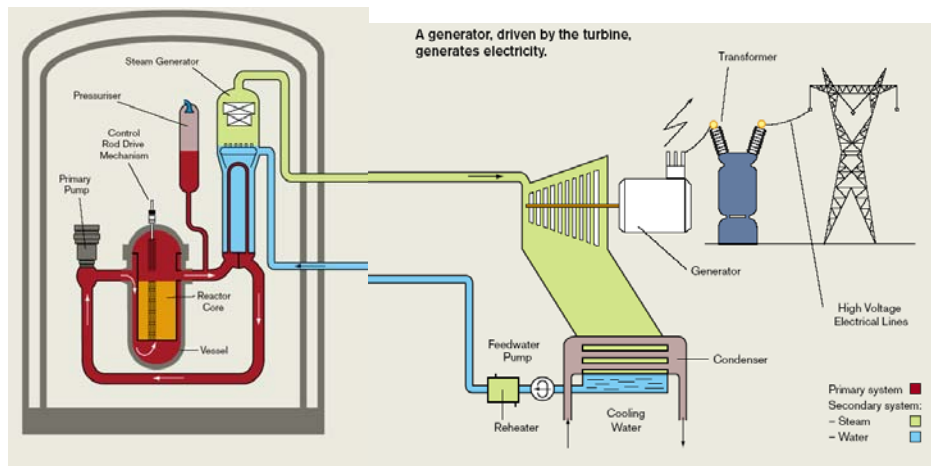 A generator, driven by the turbine,
generates electricity.
Steam Generator
Pressuriser
Control
Rod Drive
Mechanism
Primary
Pump
Reactor
Core
Vessel
Transformer
Generator
High Voltage
Electrical Lines
Feedwater
Pump
Condenser
Reheater
Cooling
Water
Primary system
Secondary system:
– Steam
– Water